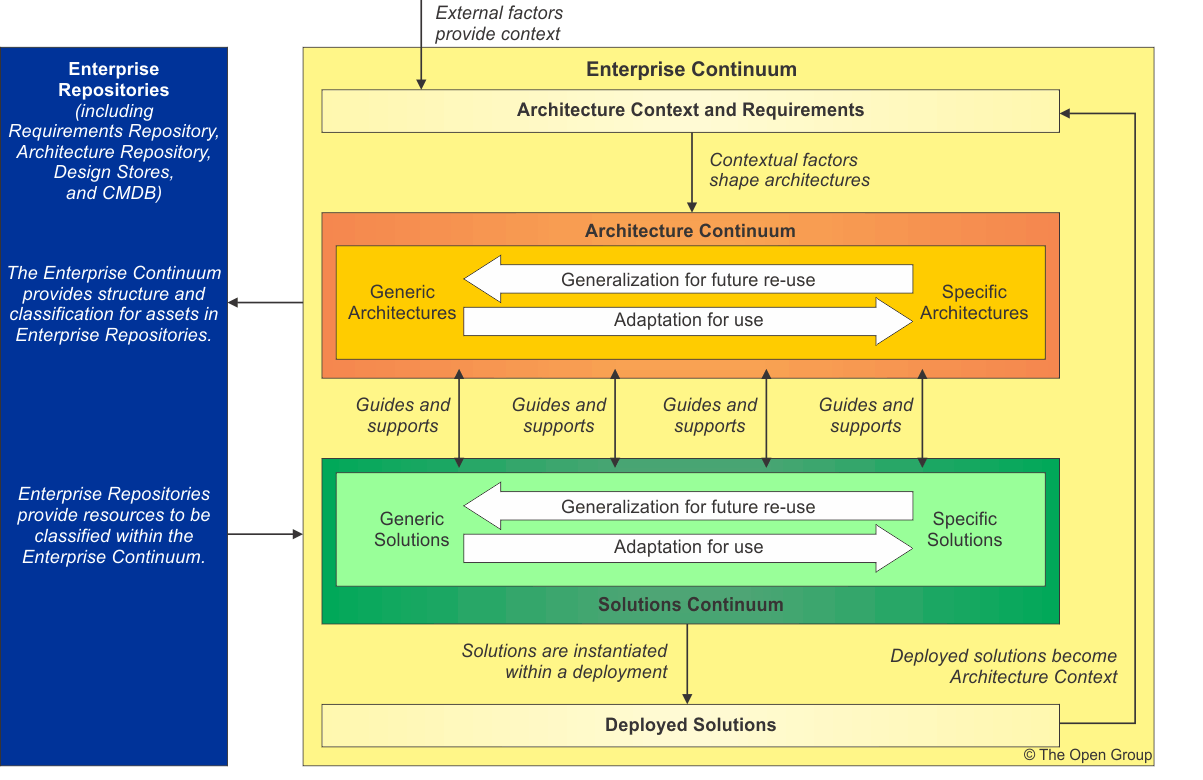 External factors
provide context
Enterprise
Repositories
(including
Requirements Repository,
Architecture Repository,
Design Stores,
and CMDB)
The Enterprise Continuum
provides structure and
classification for assets in
Enterprise Repositories.
Enterprise Repositories
provide resources to be
classified within the
Enterprise Continuum.
Enterprise Continuum
Architecture Context and Requirements
Contextual factors
shape architectures
Architecture Continuum
Generic
Architectures
Generalization for future re-use
Adaptation for use
Specific
Architectures
Guides and
supports
Guides and
supports
Guides and
supports
Guides and
supports
Generic
Solutions
Generalization for future re-use
Adaptation for use
Specific
Solutions
Solutions Continuum
Solutions are instantiated
within a deployment
Deployed solutions become
Architecture Context
Deployed Solutions
© The Open Group